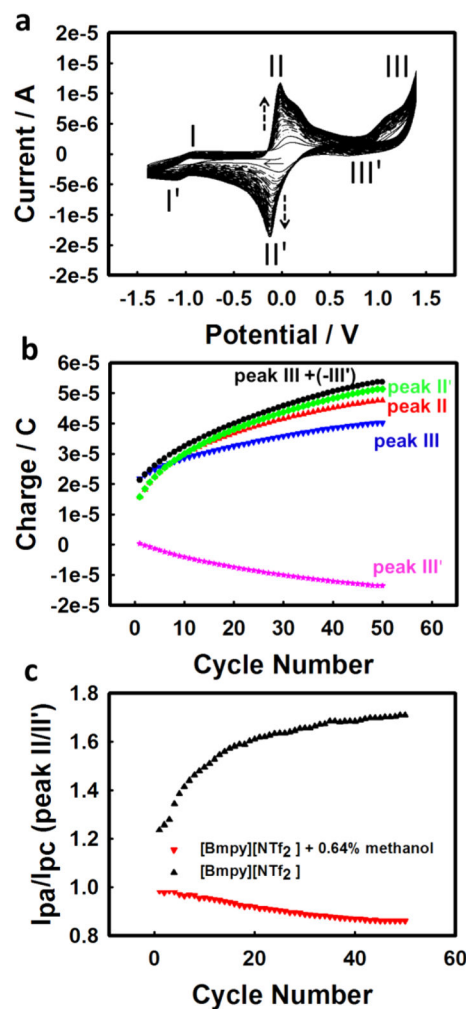 a
2e-5
1e-5
5e-6
0
-5e-6
-1e-5
-2e-5
-2e-5
Current / A
I
I'
II
II'
III
III'
-1.5 -1.0 -0.5 0.0 0.5 1.0 1.5
Potential / V
b
6e-5
5e-5
4e-5
3e-5
2e-5
1e-5
0
-1e-5
-2e-5
Charge / C
peak III +(-III')
peak II'
peak II
peak III
peak III'
0 10 20 30 40 50 60
Cycle Number
c
1.8
1.6
1.4
1.2
1.0
0.8
Ipa/Ipc (peak II/II')
[Bmpy][NTf2 ] + 0.64% methanol
[Bmpy][NTf2 ]
0 20 40 60
Cycle Number